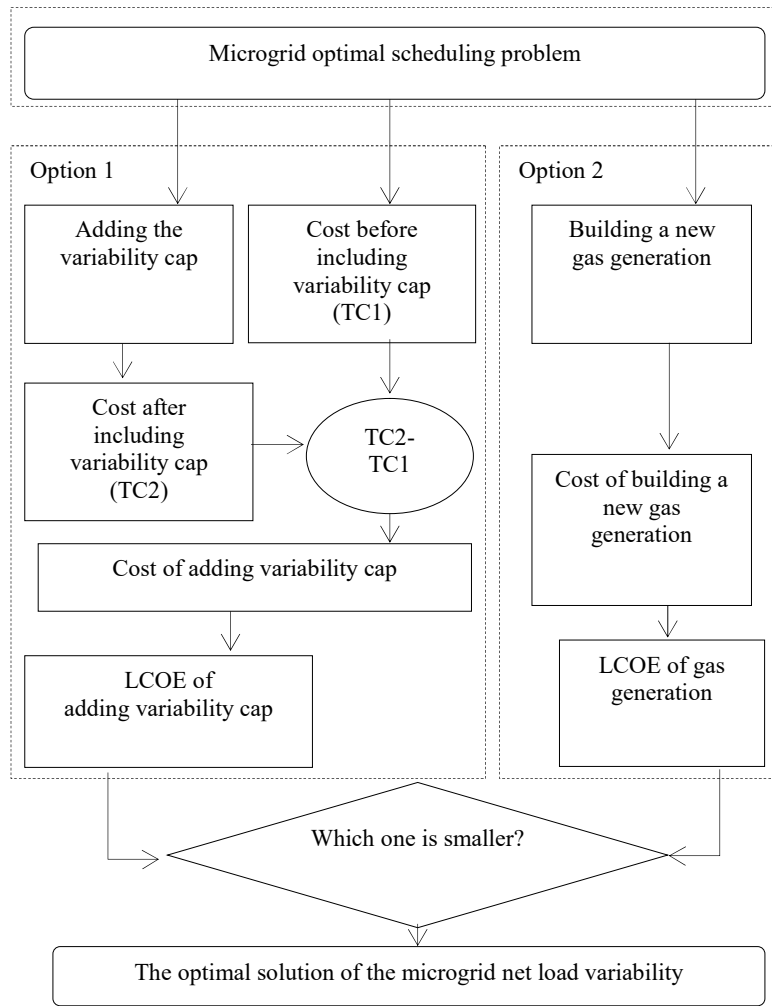 Microgrid optimal scheduling problem
Option 1
Adding the
variability cap
Cost before
including
variability cap
(TC1)
Cost after
including
variability cap
(TC2)
TC2-
TC1
Cost of adding variability cap
LCOE of
adding variability cap
Option 2
Building a new
gas generation
Cost of building a
new gas
generation
LCOE of gas
generation
Which one is smaller?
The optimal solution of the microgrid net load variability